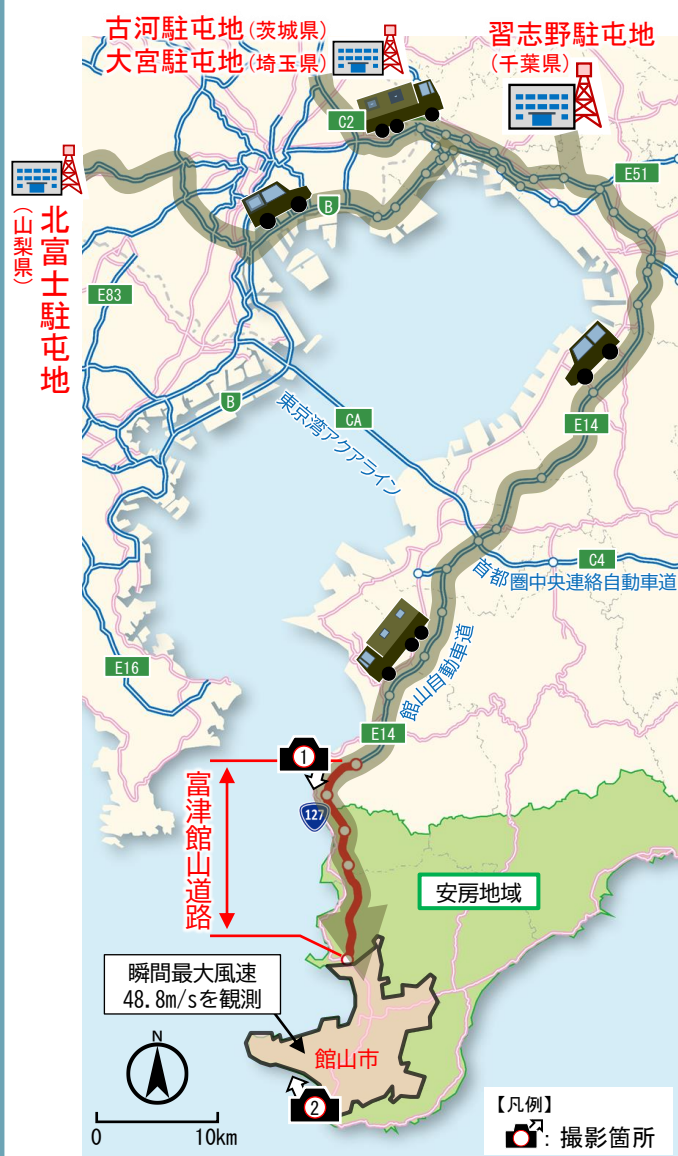 古河駐屯地(茨城県)
大宮駐屯地(埼玉県)
習志野駐屯地
(千葉県)
C2
E51
B
北富士駐屯地
(山梨県)
E83
B
CA
東京湾アクアライン
E14
C4
首都圏中央連絡自動車道
E16
館山自動車道
E14
1
127
富津館山道路
安房地域
瞬間最大風速
48.8m/sを観測
館山市
N
2
0 10km
【凡例】
: 撮影箇所